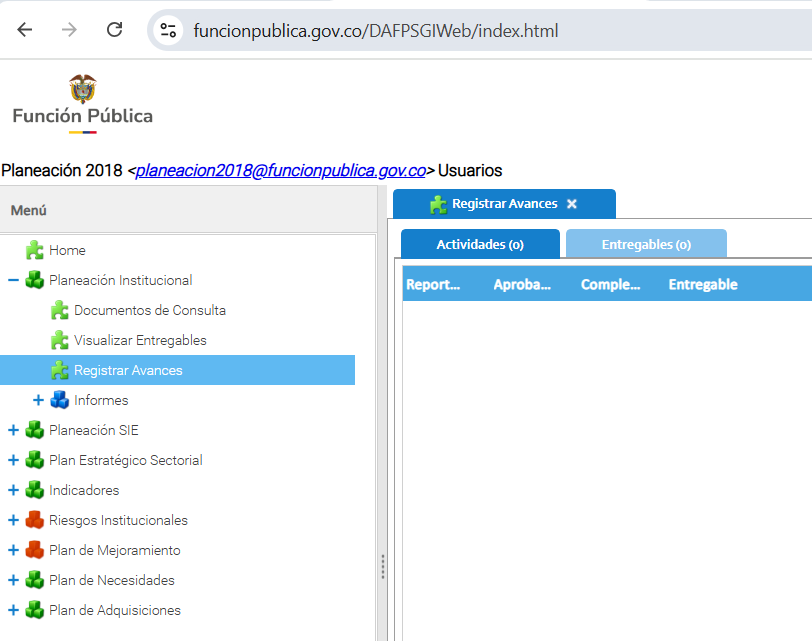 funcionpublica.gov.co/DAFPSGIWeb/index.html
Función Pública
Planeación 2018 <planeacion2018@funcionpublica.gov.co> Usuarios
Menú
Home
Planeación Institucional
Documentos de Consulta
Visualizar Entregables
Registrar Avances
Informes
Planeación SIE
Plan Estratégico Sectorial
Indicadores
Riesgos Institucionales
Plan de Mejoramiento
Plan de Necesidades
Plan de Adquisiciones
Registrar Avances
Actividades (0) Entregables (0)
Report... Aproba... Comple... Entregable